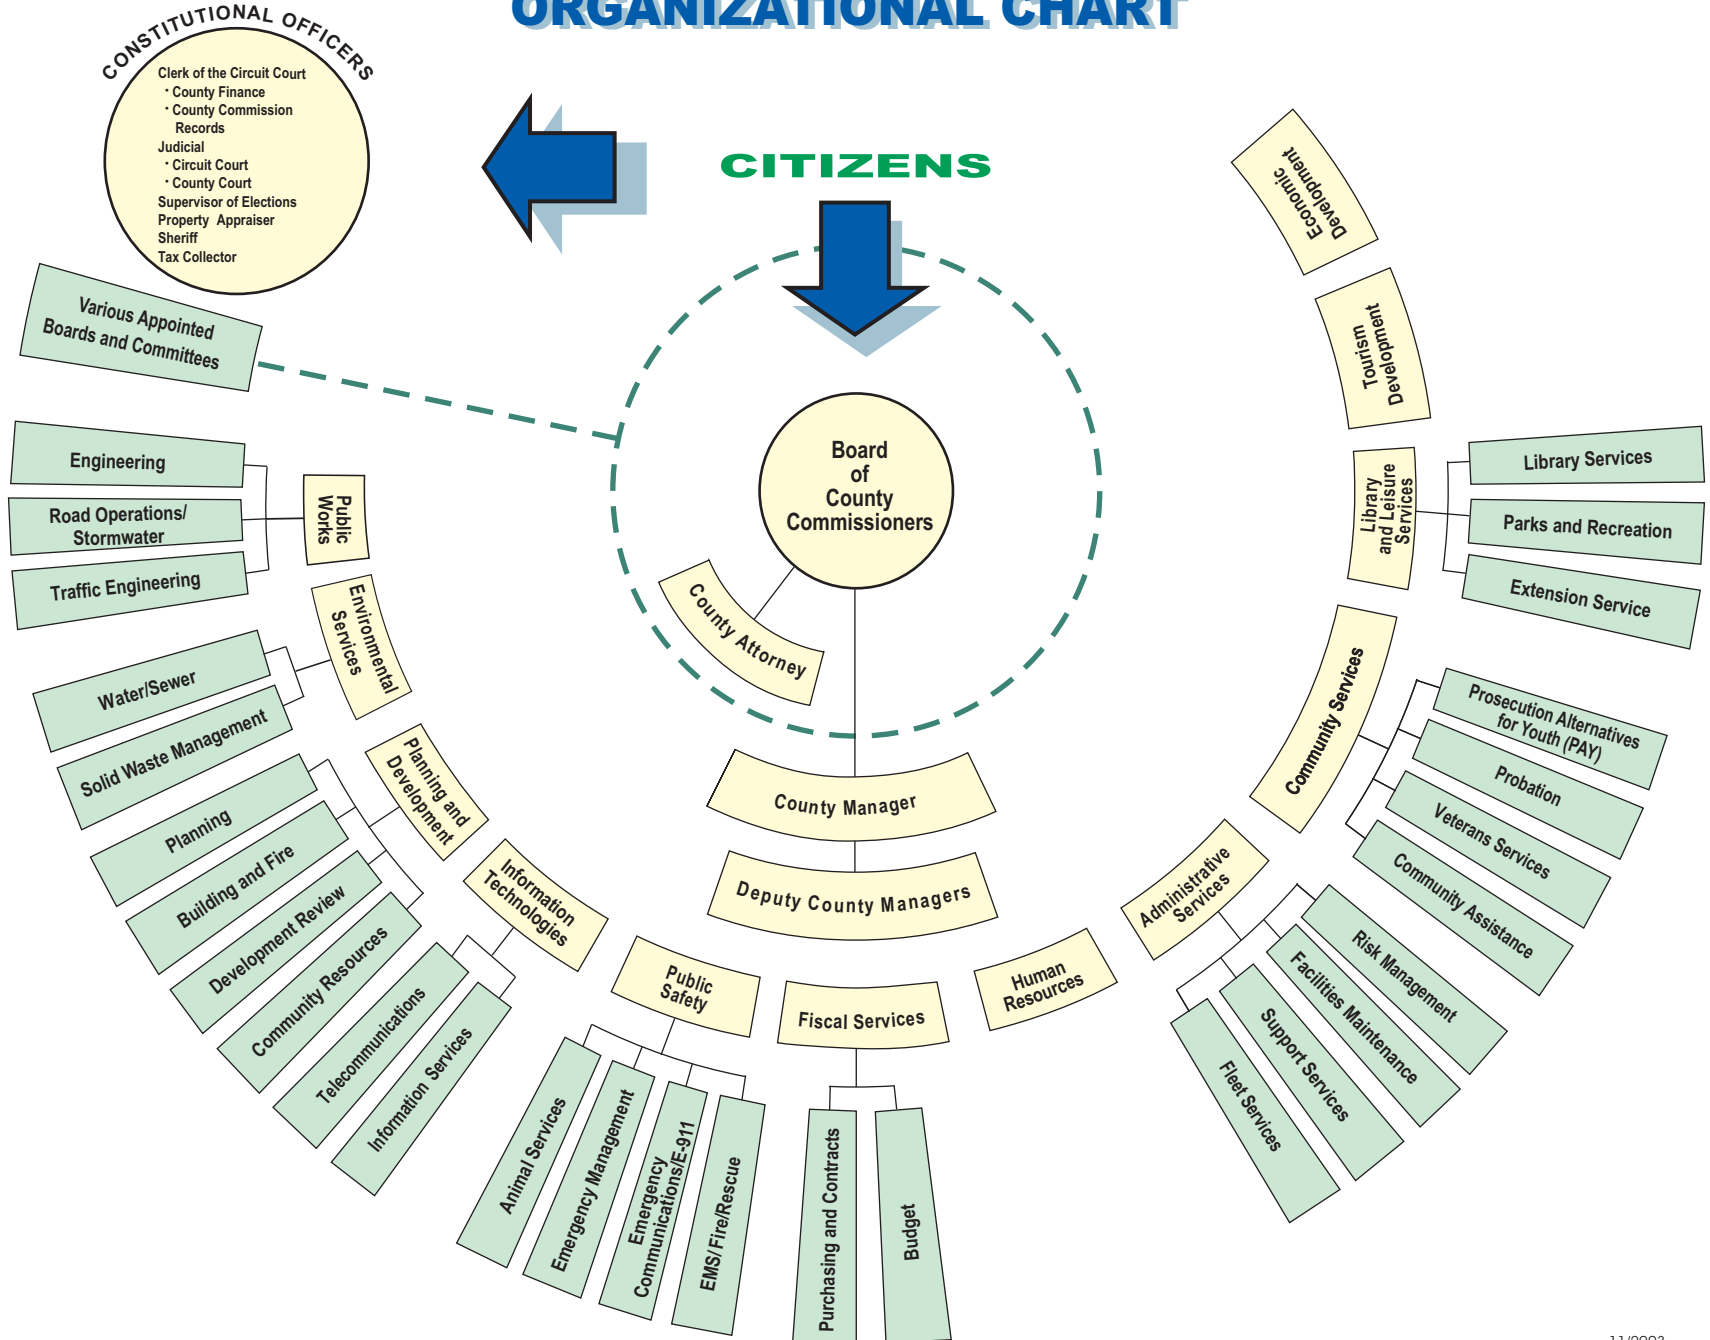 ORGANIZATIONAL CHART
CONSTITUTIONAL OFFICERS
Clerk of the Circuit Court
· County Finance
· County Commission
Records
Judicial
· Circuit Court
· County Court
Supervisor of Elections
Property Appraiser
Sheriff
Tax Collector
CITIZENS
Various Appointed
Boards and Committees
Board
of
County
Commissioners
County Attorney
County Manager
Deputy County Managers
Public
Works
Engineering
Road Operations/
Stormwater
Traffic Engineering
Environmental
Services
Water/Sewer
Solid Waste Management
Planning and
Development
Planning
Building and Fire
Development Review
Community Resources
Information
Technologies
Telecommunications
Information Services
Public
Safety
Animal Services
Emergency Management
Emergency
Communications/E-911
EMS/Fire/Rescue
Fiscal Services
Purchasing and Contracts
Budget
Human
Resources
Administrative
Services
Fleet Services
Support Services
Facilities Maintenance
Risk Management
Community Services
Prosecution Alternatives
for Youth (PAY)
Probation
Veterans Services
Community Assistance
Library
and Leisure
Services
Library Services
Parks and Recreation
Extension Service
Tourism
Development
Economic
Development